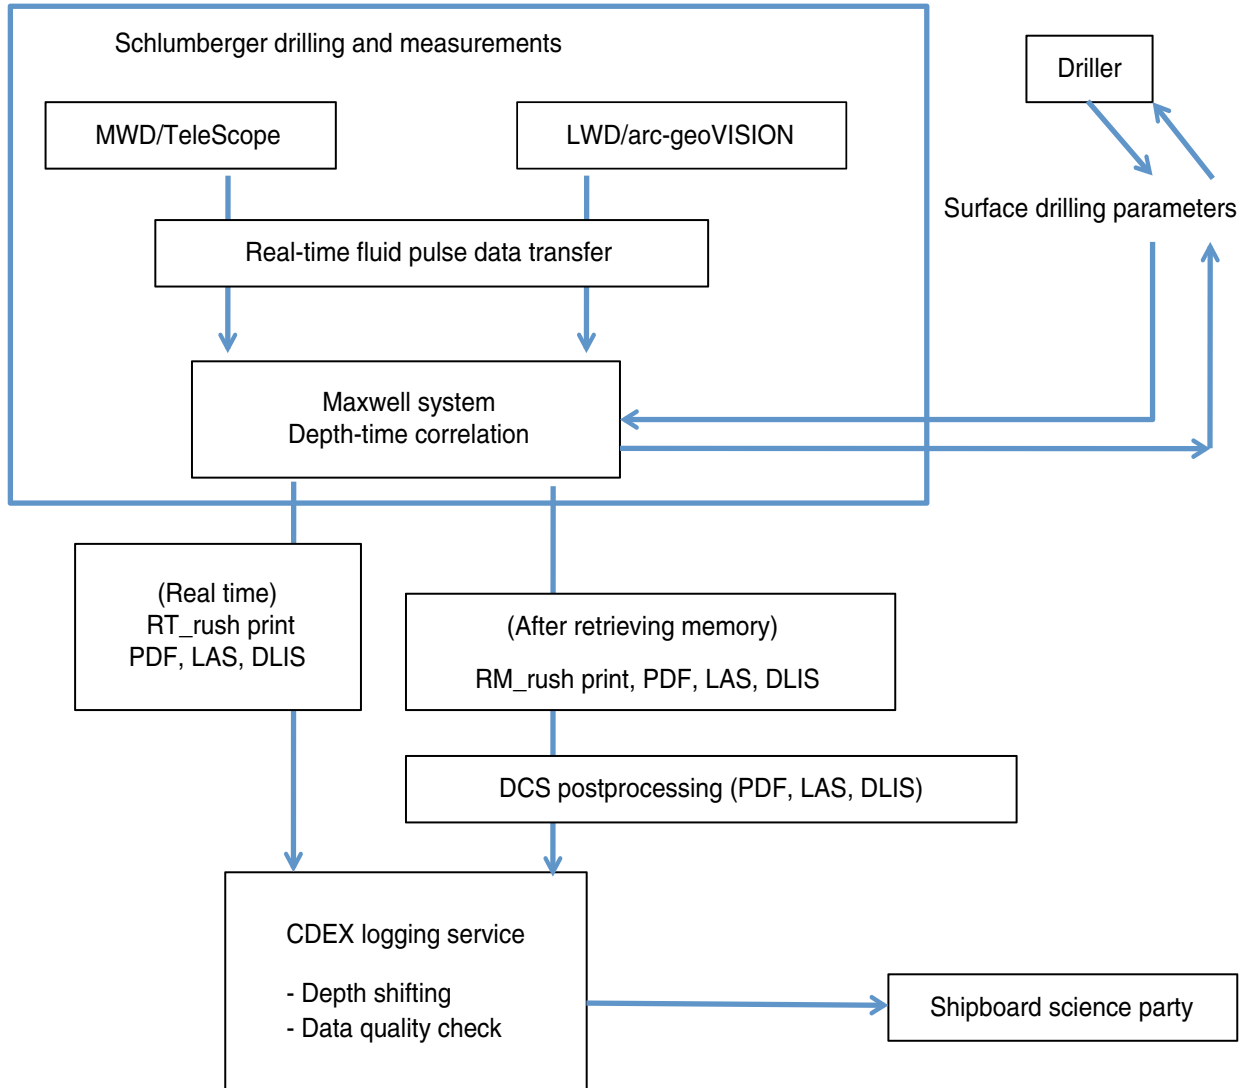 Schlumberger drilling and measurements
Driller
MWD/TeleScope
LWD/arc-geoVISION
Surface drilling parameters
Real-time fluid pulse data transfer
Maxwell system
Depth-time correlation
(Real time)
RT_rush print
PDF, LAS, DLIS
(After retrieving memory)
RM_rush print, PDF, LAS, DLIS
DCS postprocessing (PDF, LAS, DLIS)
CDEX logging service
- Depth shifting
- Data quality check
Shipboard science party